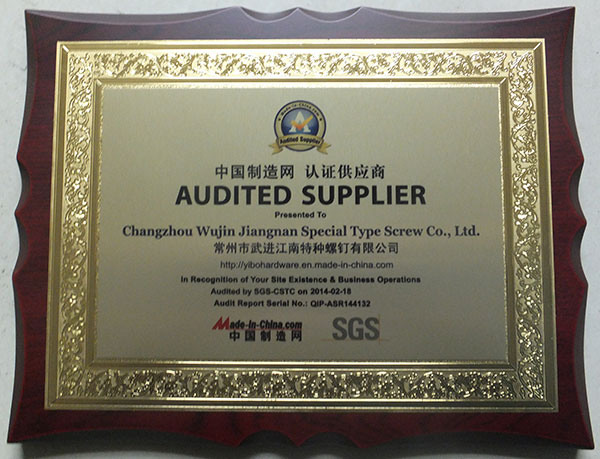 Made-in-China.com
Audited Supplier
中国制造网 认证供应商
AUDITED SUPPLIER
Presented To
Changzhou Wujin Jiangnan Special Type Screw Co., Ltd.
常州市武进江南特种螺钉有限公司
http://yibohardware.en.made-in-china.com
In Recognition of Your Site Existence & Business Operations
Audited by SGS-CSTC on 2014-02-18
Audit Report Serial No.: QIP-ASR144132
Made-in-China.com SGS
中国制造网